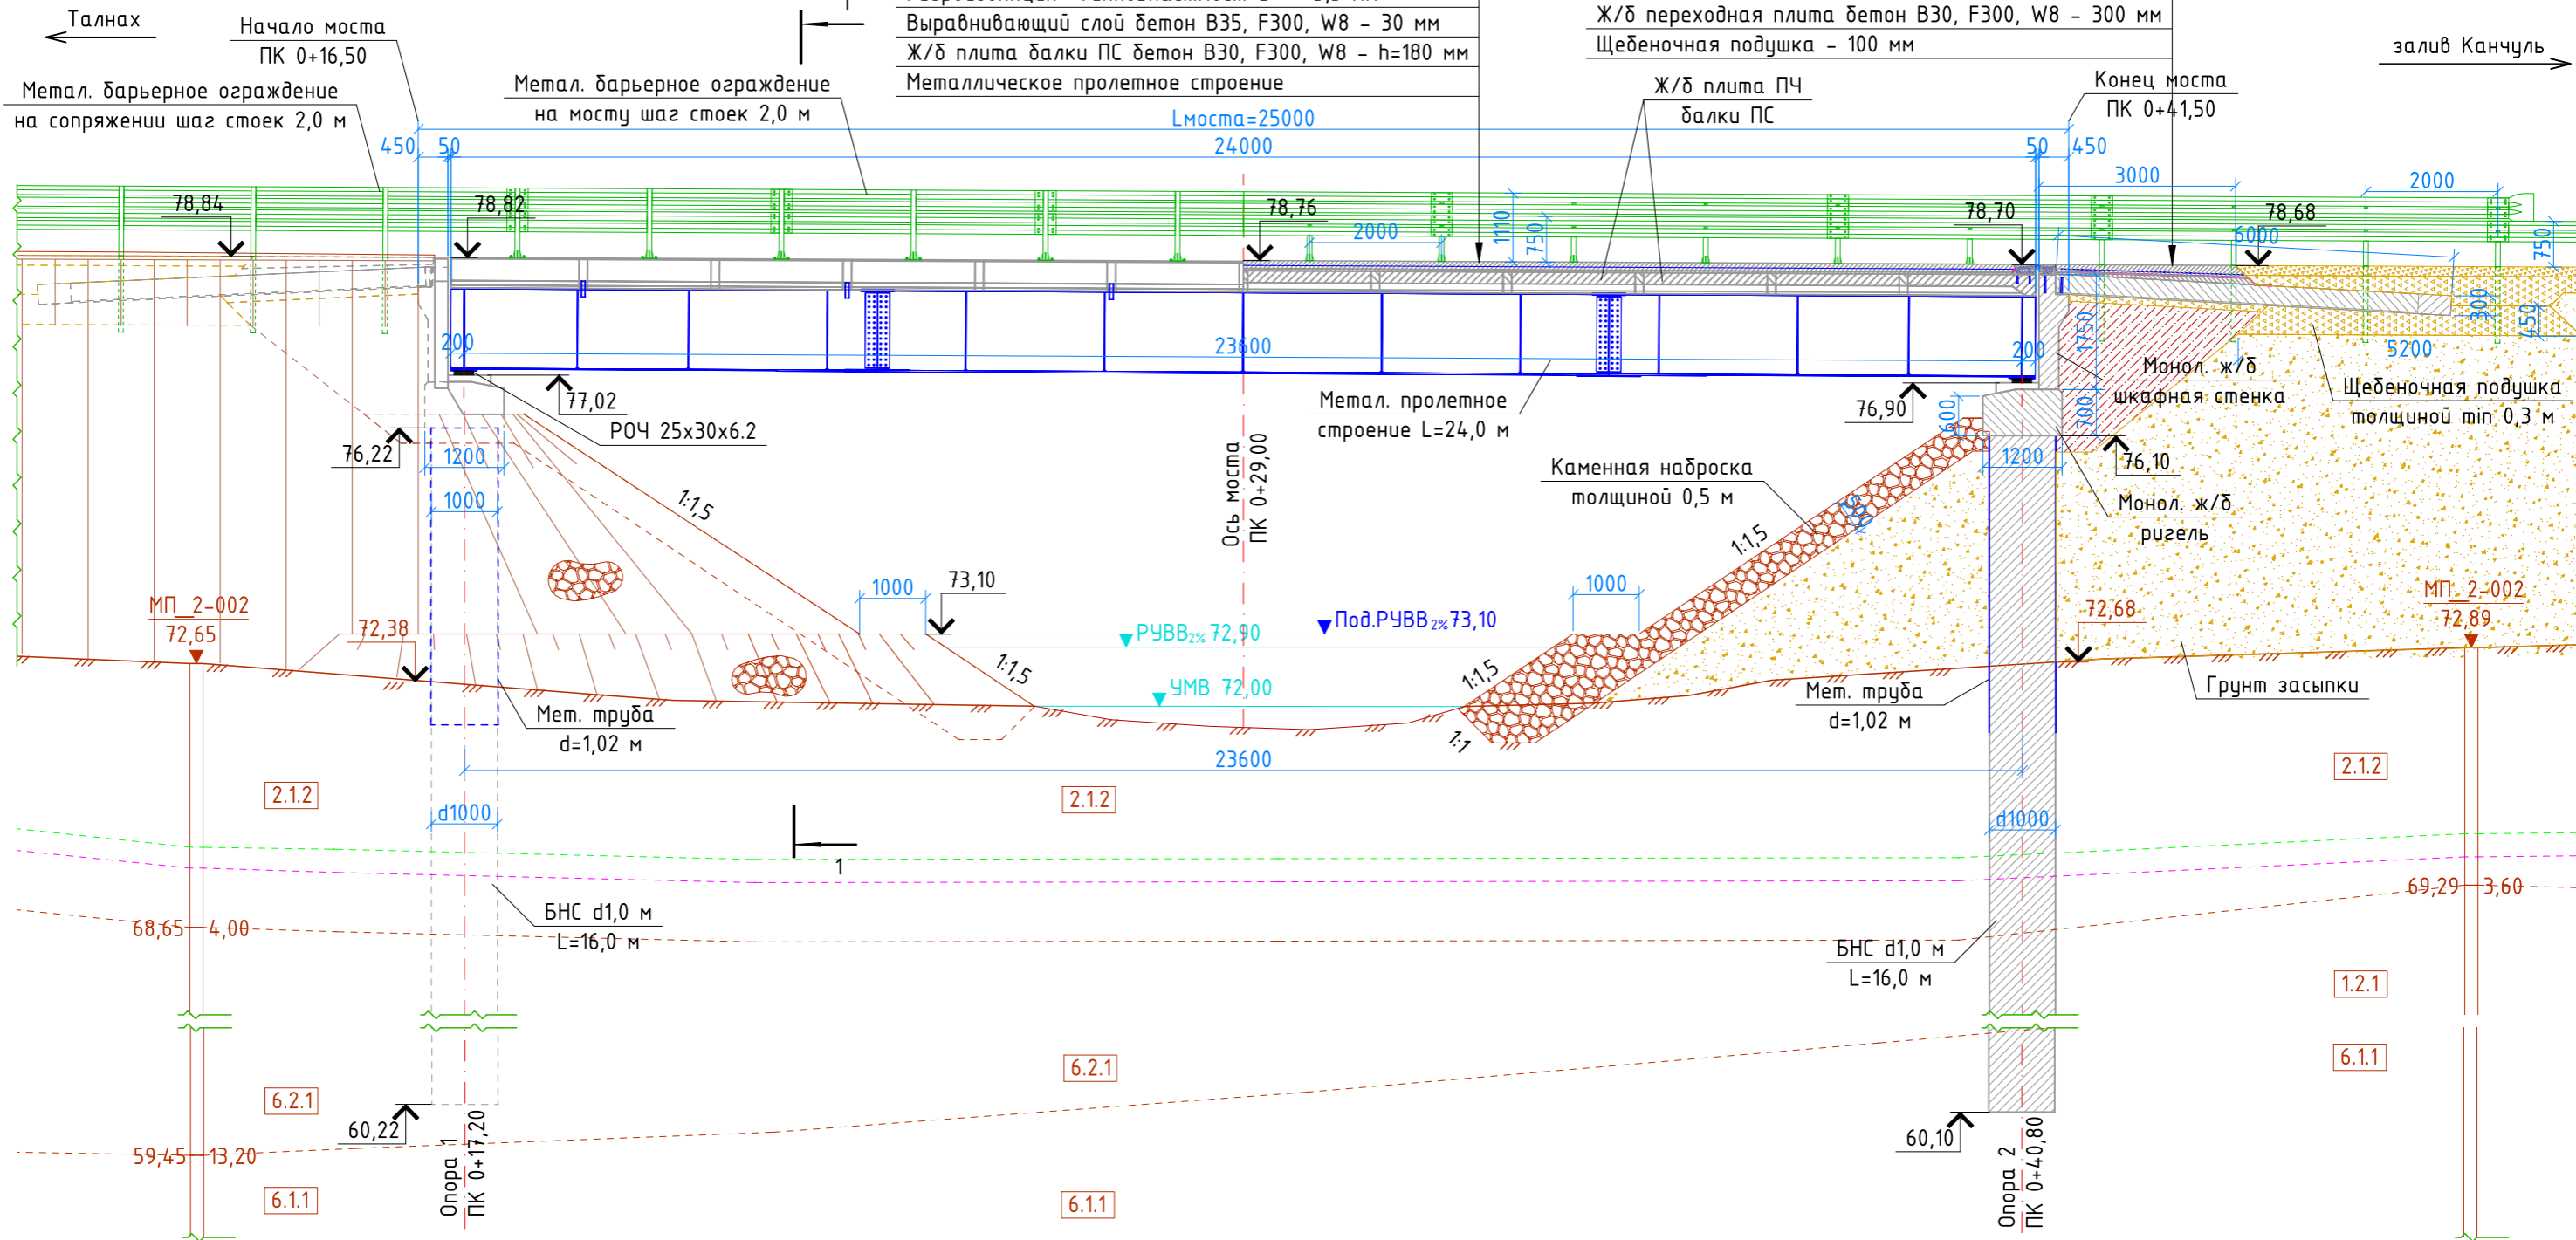 Талнах
Начало моста
ПК 0+16,50
Метал. барьерное ограждение
на сопряжении шаг стоек 2,0 м
Метал. барьерное ограждение
на мосту шаг стоек 2,0 м
Выравнивающий слой бетон В35, F300, W8 - 30 мм
Ж/б плита балки ПС бетон В30, F300, W8 - h=180 мм
Металлическое пролетное строение
Ж/б переходная плита бетон В30, F300, W8 - 300 мм
Щебеночная подушка - 100 мм
Ж/б плита ПЧ
балки ПС
Конец моста
ПК 0+41,50
залив Канчуль
Lмоста=25000
450
50
24000
50
450
3000
2000
78,84
78,82
78,76
78,70
78,68
2000
1110
750
6000
750
200
23600
200
1750
300
450
5200
77,02
РОЧ 25х30х6.2
76,22
1200
1000
1:1,5
Метал. пролетное
строение L=24,0 м
Ось моста
ПК 0+29,00
76,90
600
700
Монол. ж/б
шкафная стенка
Щебеночная подушка
толщиной min 0,3 м
Каменная наброска
толщиной 0,5 м
500
1:1,5
1200
76,10
Монол. ж/б
ригель
МП_2-002
72,65
72,38
1000
73,10
Под.РУВВ2% 73,10
РУВВ2% 72,90
УМВ 72,00
1000
1:1,5
1:1,5
1:1
72,68
МП_2-002
72,89
Мет. труба
d=1,02 м
Мет. труба
d=1,02 м
Грунт засыпки
23600
2.1.2
2.1.2
2.1.2
d1000
d1000
1
1
БНС d1,0 м
L=16,0 м
БНС d1,0 м
L=16,0 м
68,65
4,00
69,29
3,60
1.2.1
6.2.1
6.2.1
6.1.1
60,22
60,10
59,45
13,20
6.1.1
6.1.1
Опора 1
ПК 0+17,20
Опора 2
ПК 0+40,80